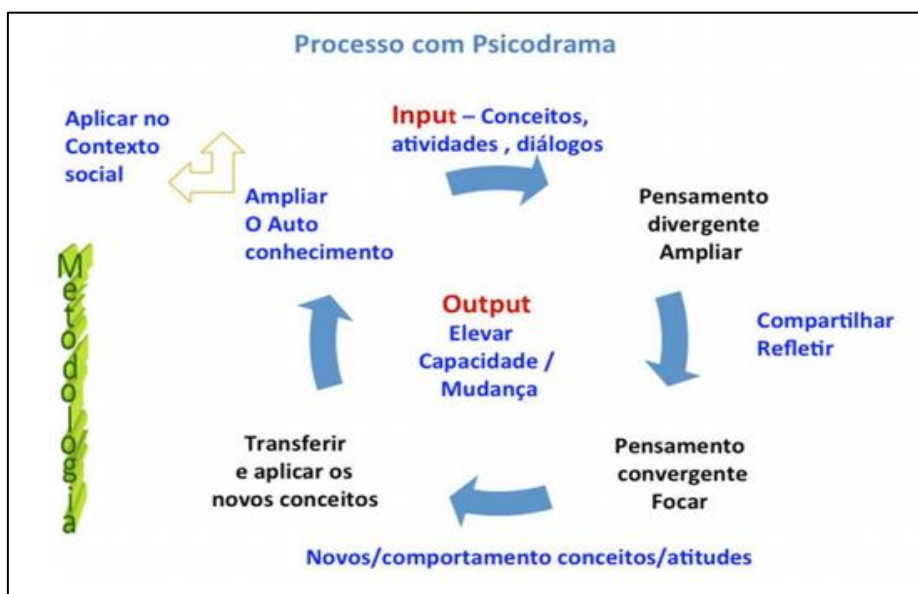 Processo com Psicodrama
Aplicar no
Contexto
social
Input – Conceitos,
atividades , diálogos
Ampliar
O Auto
conhecimento
Pensamento
divergente
Ampliar
Metodologia
Output
Elevar
Capacidade /
Mudança
Compartilhar
Refletir
Transferir
e aplicar os
novos conceitos
Pensamento
convergente
Focar
Novos/comportamento conceitos/atitudes